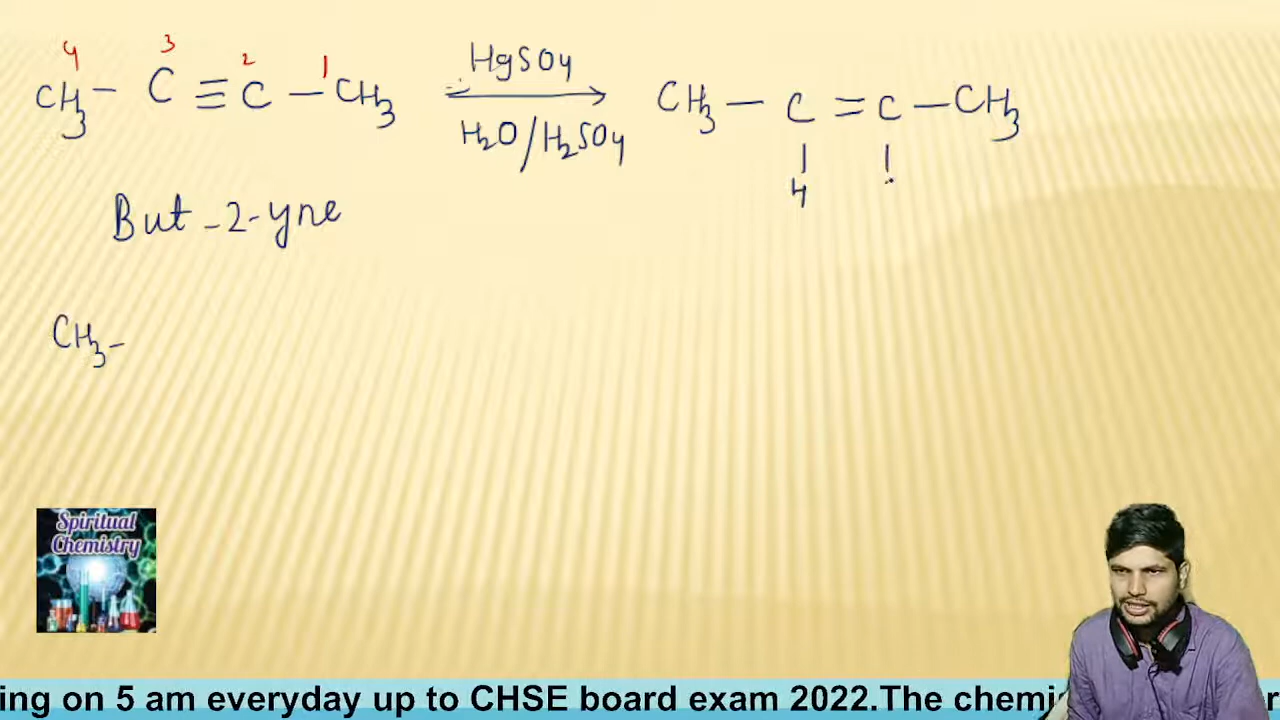 4 3 2 1
CH3 - C ≡ C - CH3
HgSO4
H2O/H2SO4
CH3 - C = C - CH3
H
But-2-yne
CH3 -
Spiritual
Chemistry
ing on 5 am everyday up to CHSE board exam 2022.The chemi